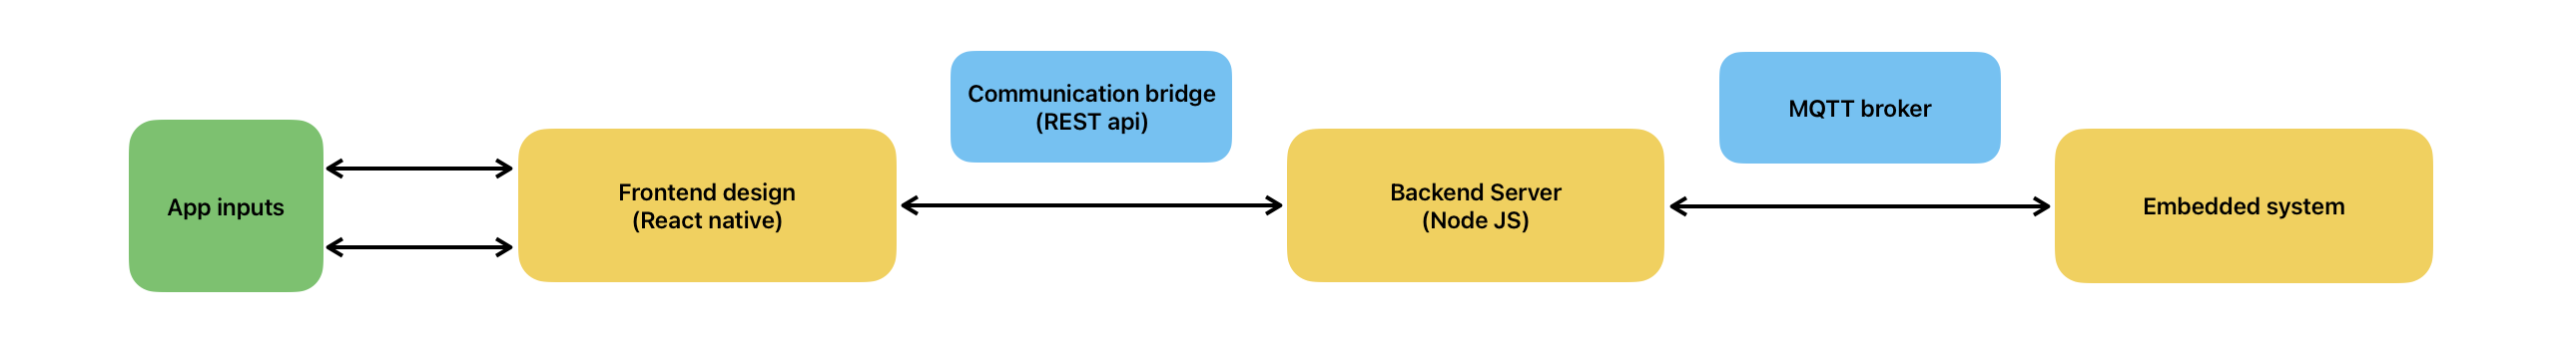 App inputs
Frontend design
(React native)
Communication bridge
(REST api)
Backend Server
(Node JS)
MQTT broker
Embedded system